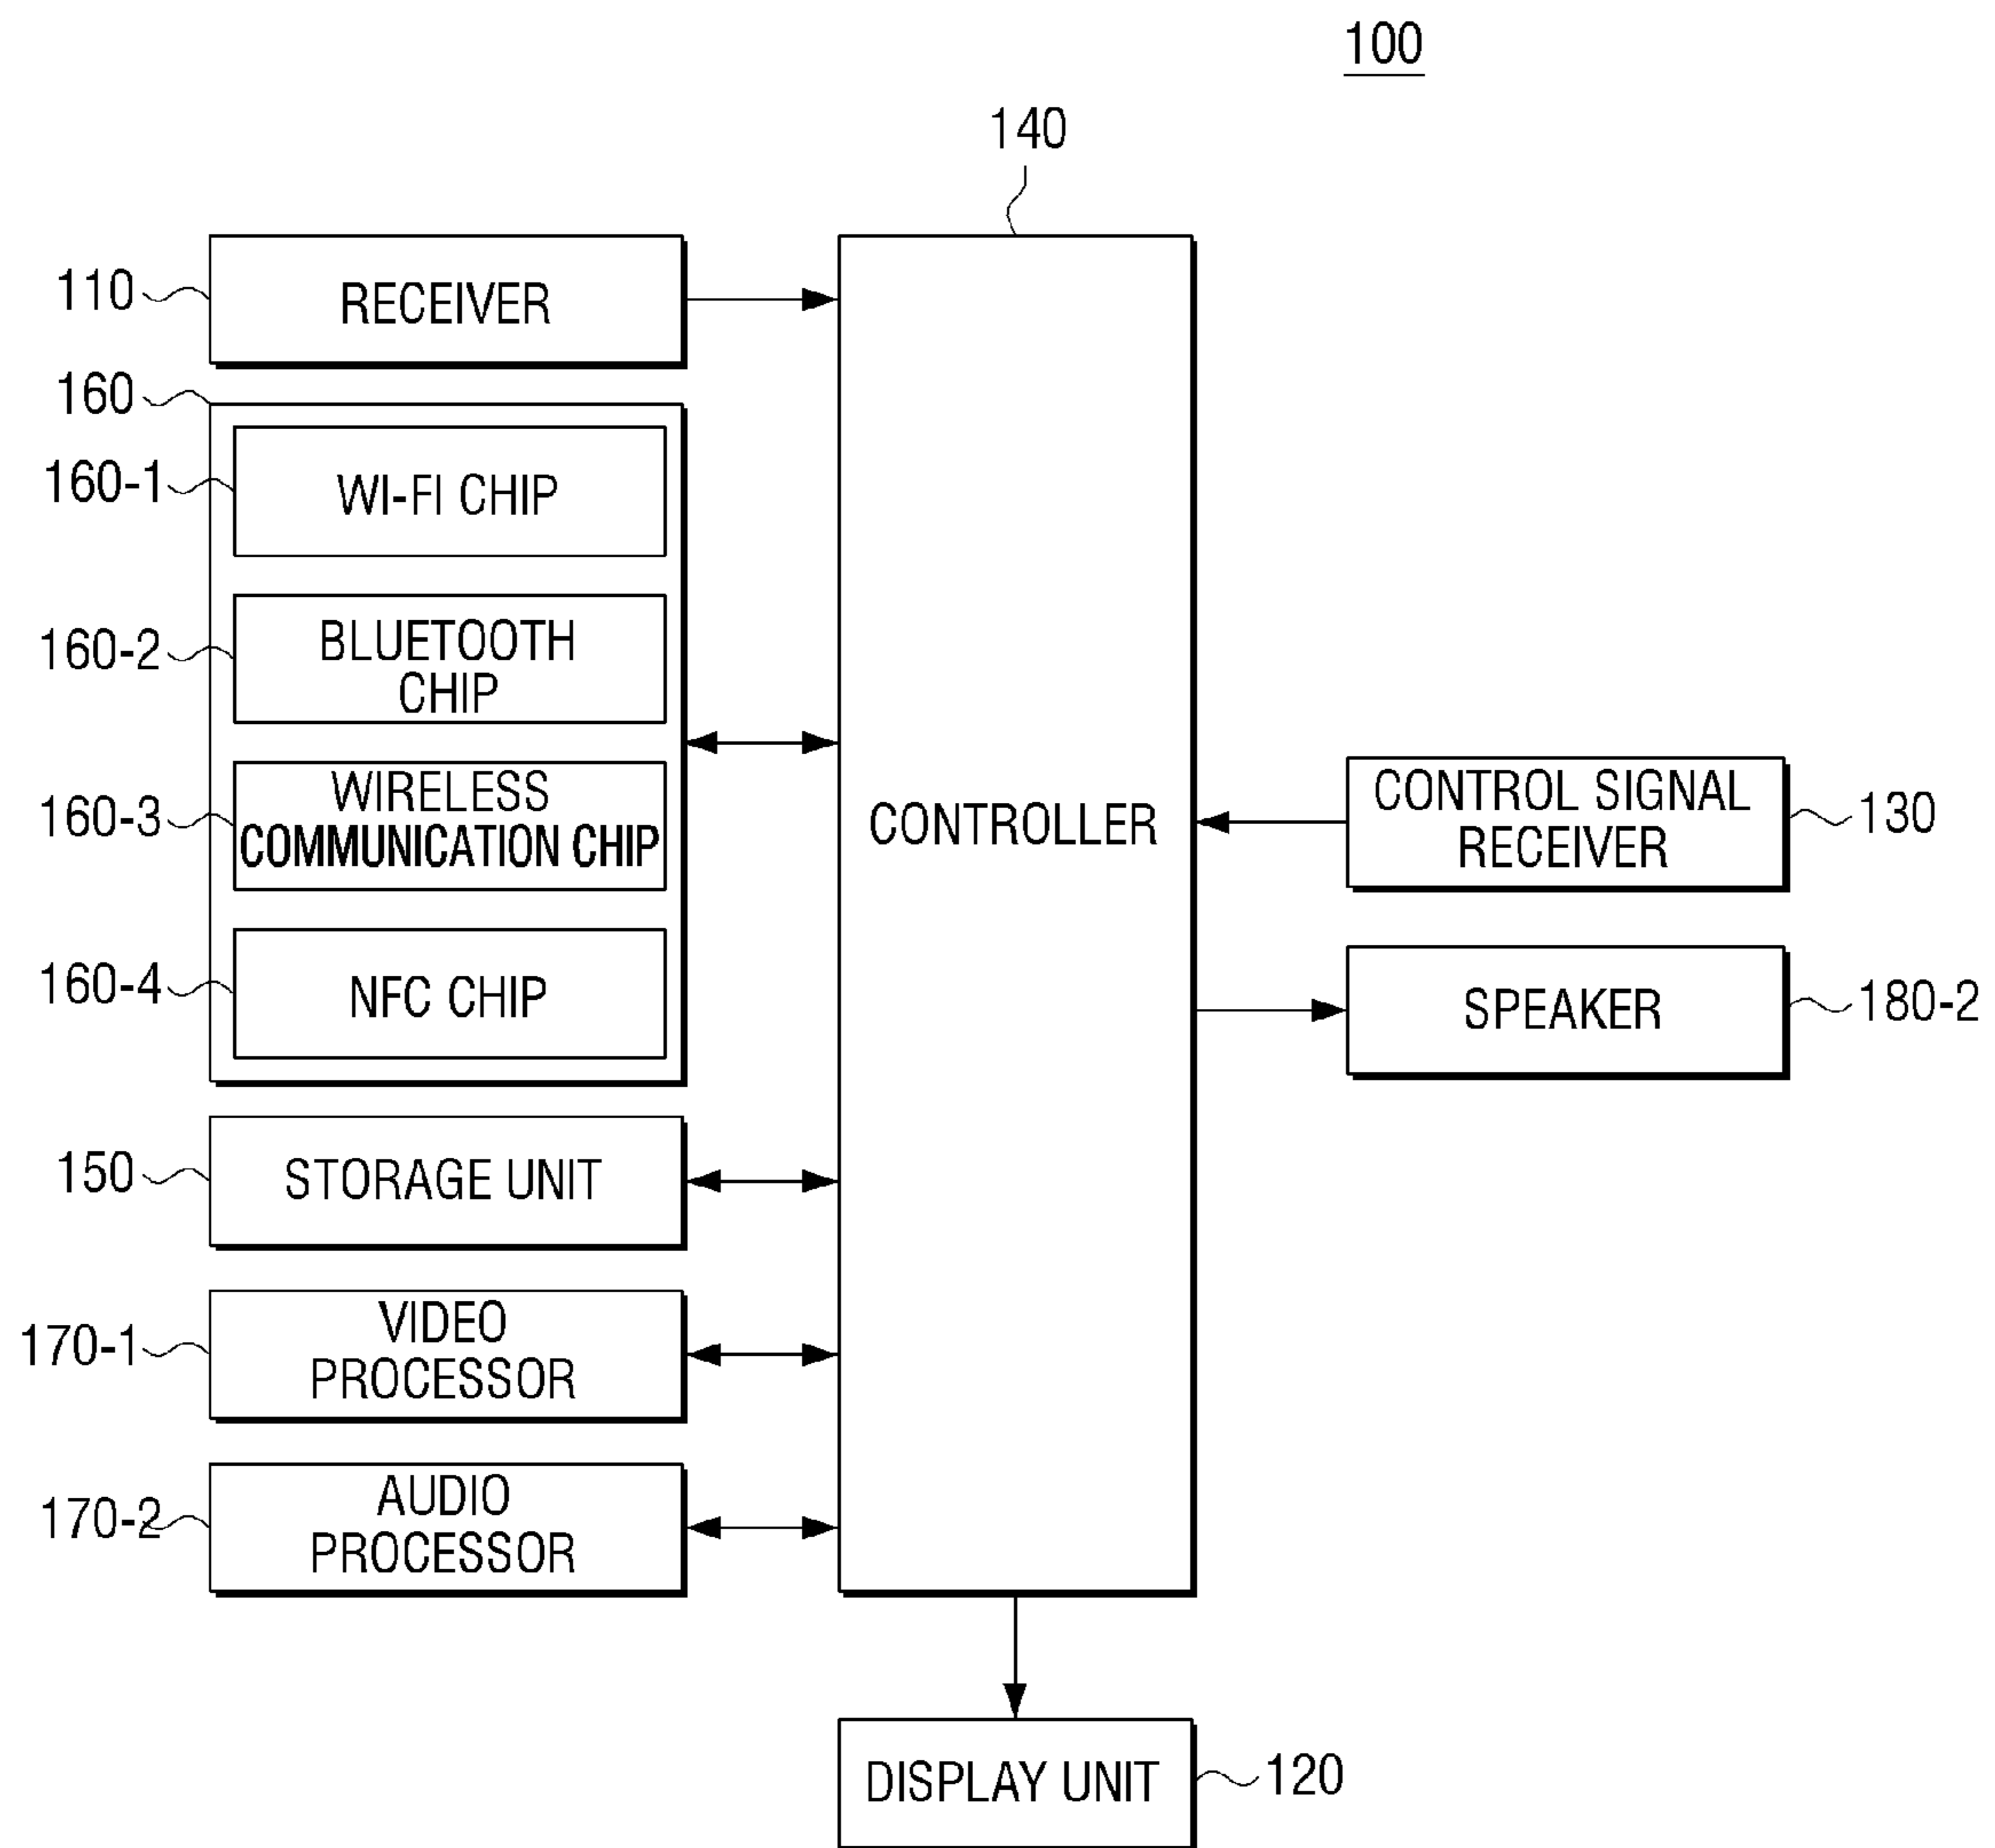 100
140
110
RECEIVER
160
160-1
WI-FI CHIP
160-2
BLUETOOTH
CHIP
160-3
WIRELESS
COMMUNICATION CHIP
160-4
NFC CHIP
CONTROLLER
CONTROL SIGNAL
RECEIVER
130
SPEAKER
180-2
150
STORAGE UNIT
170-1
VIDEO
PROCESSOR
170-2
AUDIO
PROCESSOR
DISPLAY UNIT
120